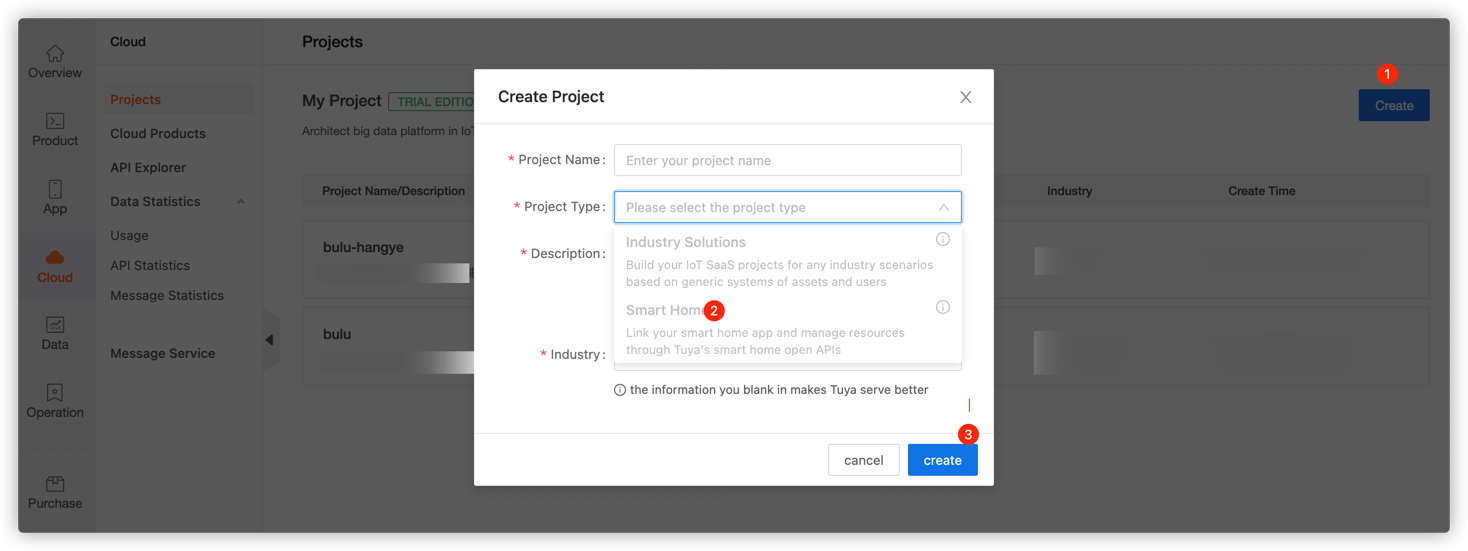 Overview
Product
App
Cloud
Data
Operation
Purchase
Cloud
Projects
Cloud Products
API Explorer
Data Statistics
Usage
API Statistics
Message Statistics
Message Service
Projects
My Project TRIAL EDITIO
Architect big data platform in IoT
1
Create
Project Name/Description
Industry
Create Time
bulu-hangye
bulu
Create Project
* Project Name: Enter your project name
* Project Type: Please select the project type
Industry Solutions
* Description: Build your IoT SaaS projects for any industry scenarios
based on generic systems of assets and users
Smart Home 2
Link your smart home app and manage resources
through Tuya's smart home open APIs
* Industry:
the information you blank in makes Tuya serve better
3
cancel create